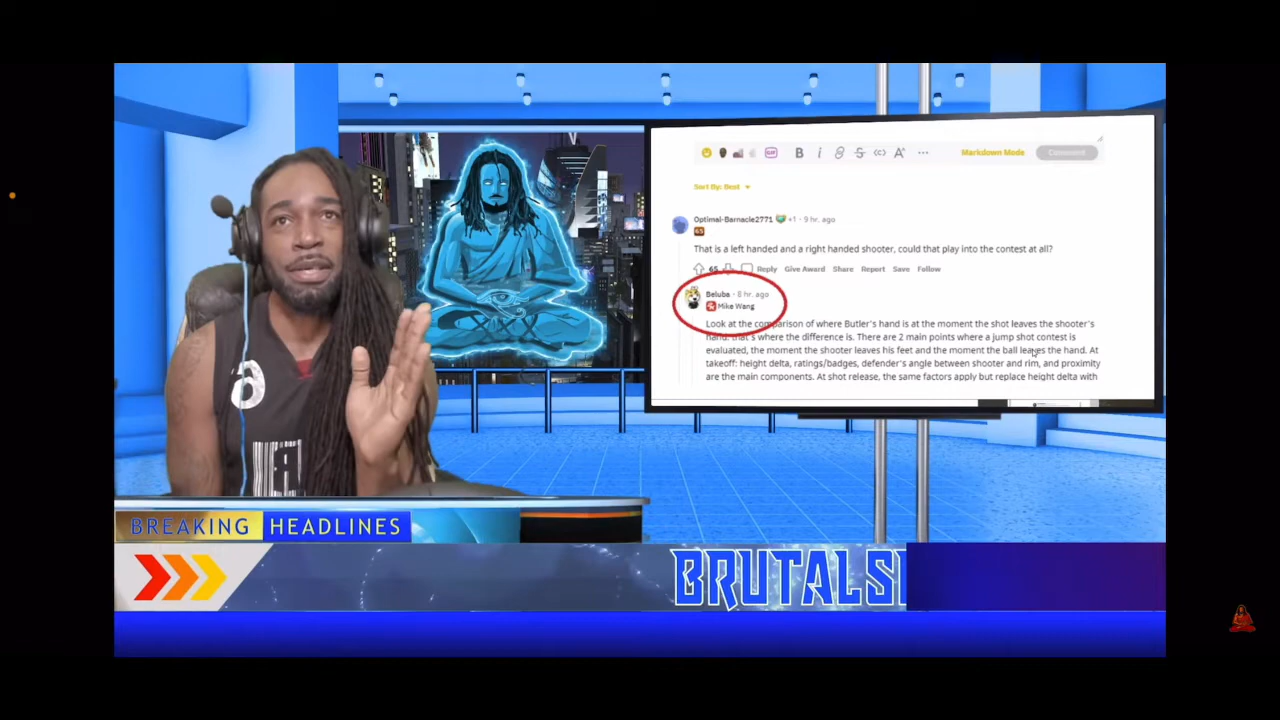 B i
Markdown Mode
Comment
Sort By: Best
Optimal-Barnacle2771 +1 · 9 hr. ago
65
That is a left handed and a right handed shooter, could that play into the contest at all?
65 Reply Give Award Share Report Save Follow
Beluba · 8 hr. ago
Mike Wang
Look at the comparison of where Butler's hand is at the moment the shot leaves the shooter's
hand. that's where the difference is. There are 2 main points where a jump shot contest is
evaluated, the moment the shooter leaves his feet and the moment the ball leaves the hand. At
takeoff: height delta, ratings/badges, defender's angle between shooter and rim, and proximity
are the main components. At shot release, the same factors apply but replace height delta with
BREAKING HEADLINES
BRUTALS